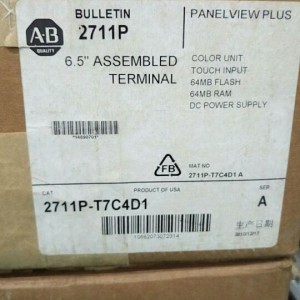 A·B
QUALITY
BULLETIN
2711P
PANELVIEW PLUS
6.5" ASSEMBLED
TERMINAL
COLOR UNIT
TOUCH INPUT
64MB FLASH
64MB RAM
DC POWER SUPPLY
FB
MAT NO
2711P-T7C4D1 A
CAT
PRODUCT OF USA
SER
2711P-T7C4D1
A
生产日期